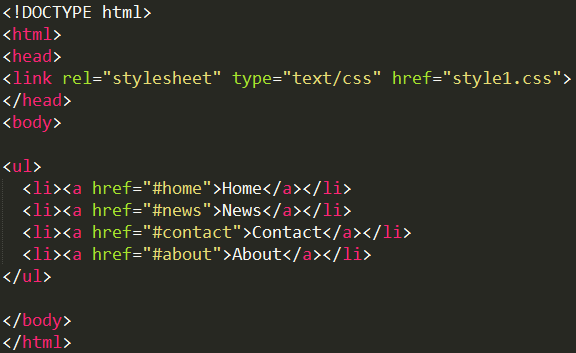 <!DOCTYPE html>
<html>
<head>
<link rel="stylesheet" type="text/css" href="style1.css">
</head>
<body>

<ul>
  <li><a href="#home">Home</a></li>
  <li><a href="#news">News</a></li>
  <li><a href="#contact">Contact</a></li>
  <li><a href="#about">About</a></li>
</ul>

</body>
</html>